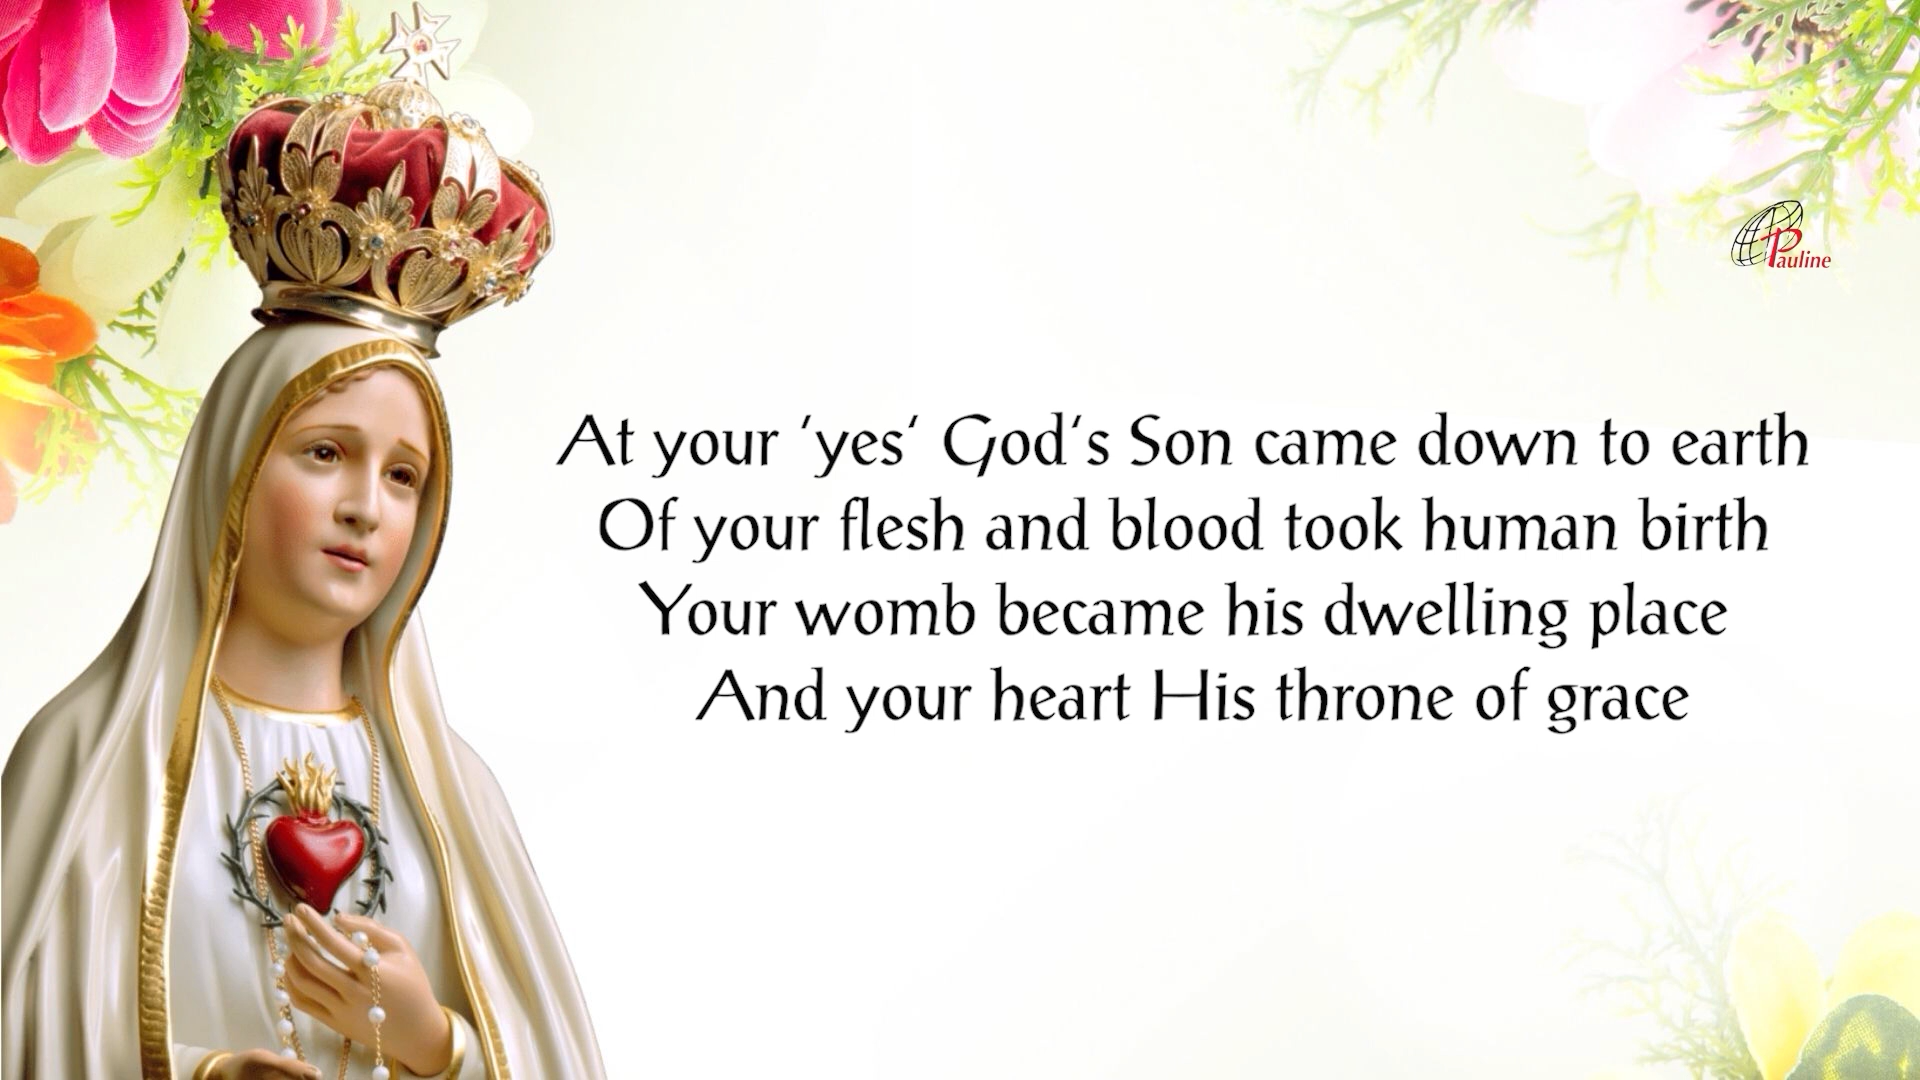 Pauline
At your 'yes' God's Son came down to earth
Of your flesh and blood took human birth
Your womb became his dwelling place
And your heart His throne of grace